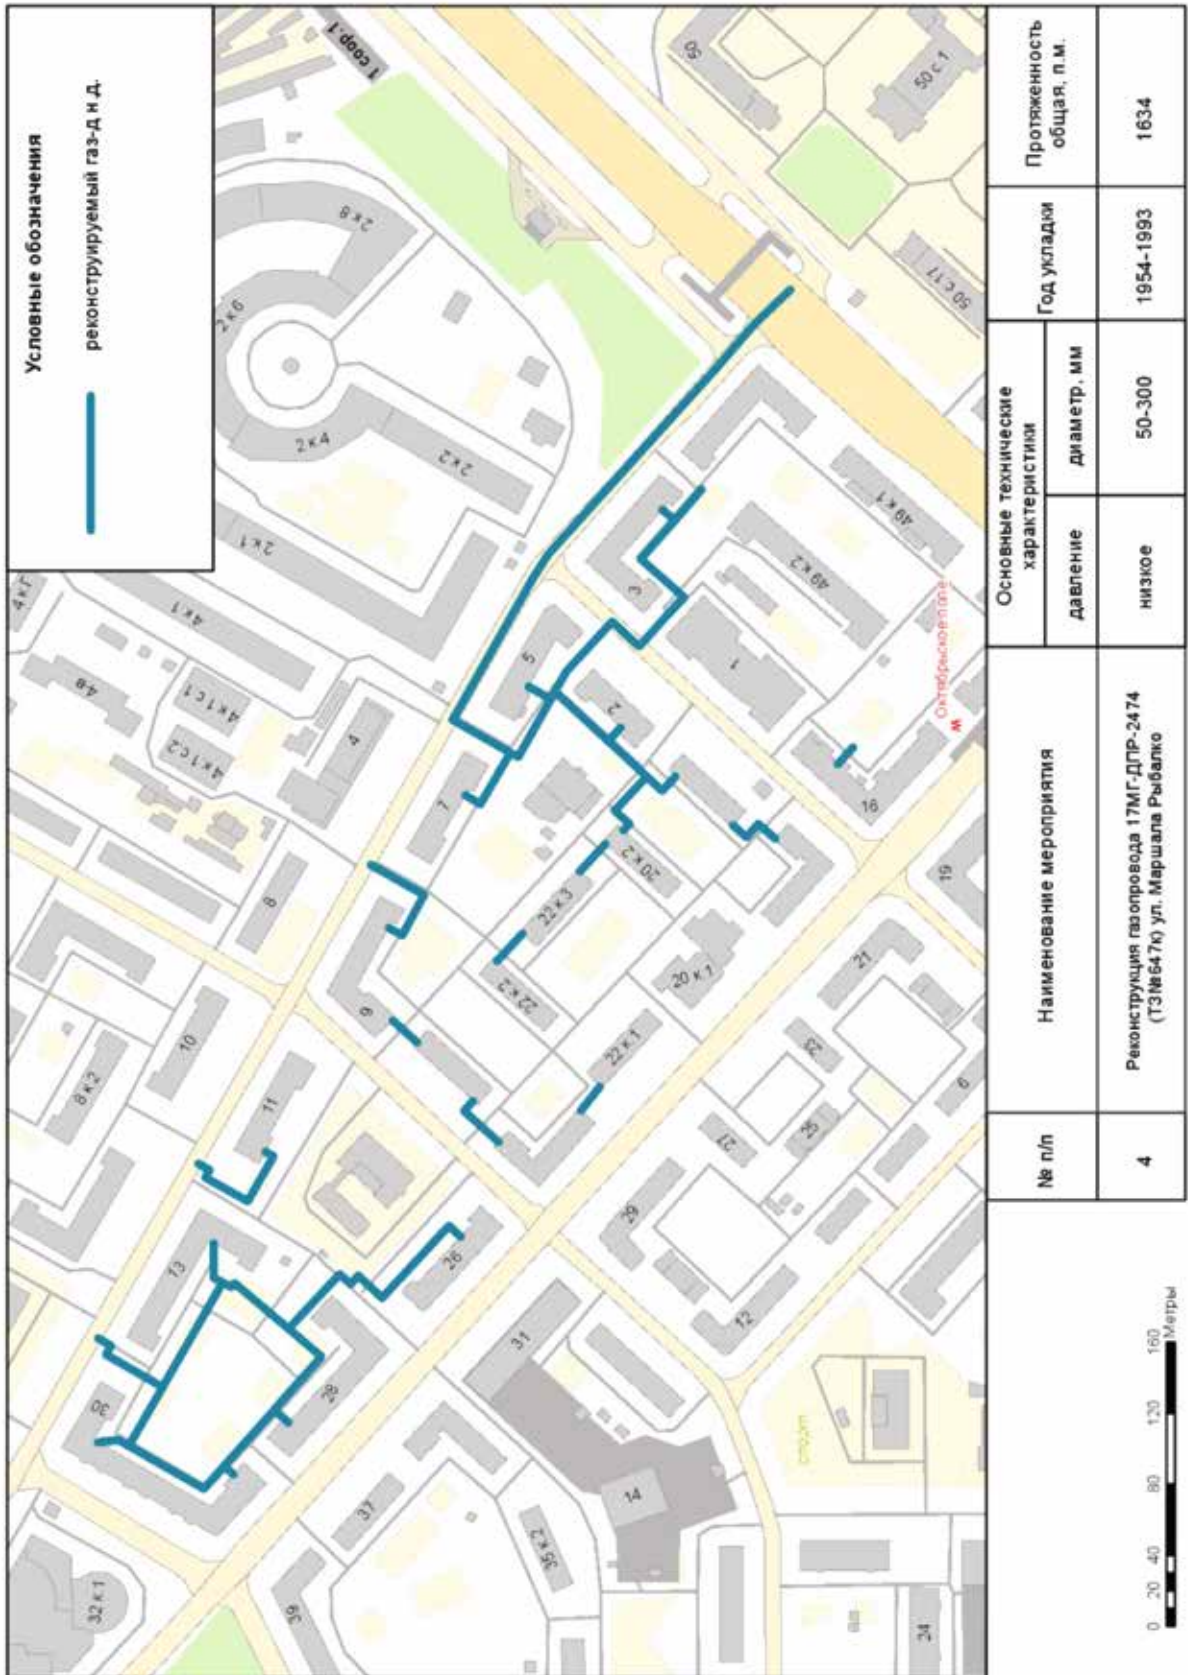 Условные обозначения
реконструируемый газ-д н д.
1 соор.1
50
50 с 1
50 с 17
2 к 8
2 к 6
2 к 4
2 к 2
2 к 1
4 к 1
4 к 1 с 1
4 к 1 с 2
4
8
10
8 к 2
3
5
7
1
2
49 к 1
49 к 2
Октябрьское поле
16
20 к 2
22 к 3
22 к 2
20 к 1
22 к 1
9
11
13
30
28
26
19
21
23
25
27
29
6
12
31
14
37
35 к 2
39
32 к 1
24
спорт
0 20 40 80 120 160
Метры
№ п/п
Наименование мероприятия
Основные технические
характеристики
давление
диаметр, мм
Год укладки
Протяженность
общая, п.м.
4
Реконструкция газопровода 17МГ-ДПР-2474
(ТЗ№647к) ул. Маршала Рыбалко
низкое
50-300
1954-1993
1634